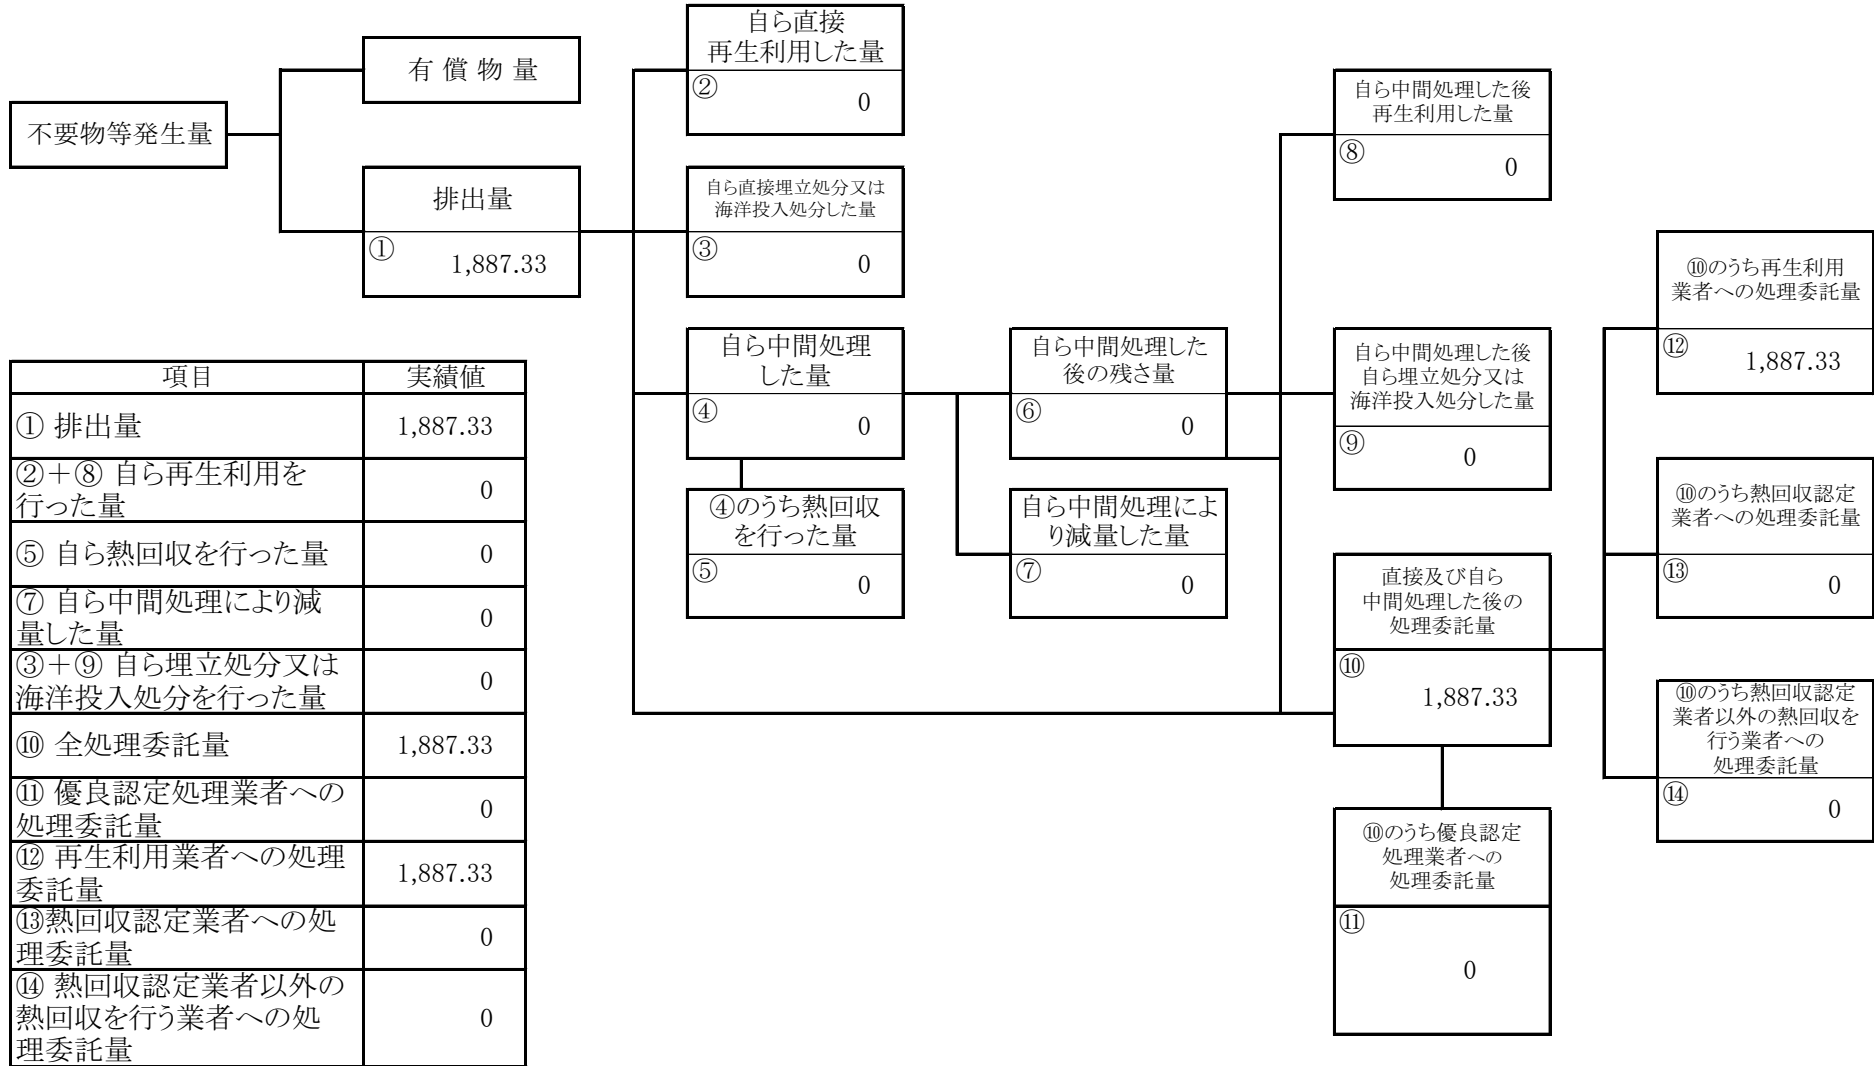 不要物等発生量
有 償 物 量
排出量
①
1,887.33
自ら直接
再生利用した量
②
0
自ら直接埋立処分又は
海洋投入処分した量
③
0
自ら中間処理
した量
④
0
④のうち熱回収
を行った量
⑤
0
自ら中間処理した
後の残さ量
⑥
0
自ら中間処理によ
り減量した量
⑦
0
自ら中間処理した後
再生利用した量
⑧
0
自ら中間処理した後
自ら埋立処分又は
海洋投入処分した量
⑨
0
直接及び自ら
中間処理した後の
処理委託量
⑩
1,887.33
⑩のうち優良認定
処理業者への
処理委託量
⑪
0
⑩のうち再生利用
業者への処理委託量
⑫
1,887.33
⑩のうち熱回収認定
業者への処理委託量
⑬
0
⑩のうち熱回収認定
業者以外の熱回収を
行う業者への
処理委託量
⑭
0
項目 実績値
① 排出量 1,887.33
②＋⑧ 自ら再生利用を
行った量 0
⑤ 自ら熱回収を行った量 0
⑦ 自ら中間処理により減
量した量 0
③＋⑨ 自ら埋立処分又は
海洋投入処分を行った量 0
⑩ 全処理委託量 1,887.33
⑪ 優良認定処理業者への
処理委託量 0
⑫ 再生利用業者への処理
委託量 1,887.33
⑬熱回収認定業者への処
理委託量 0
⑭ 熱回収認定業者以外の
熱回収を行う業者への処
理委託量 0